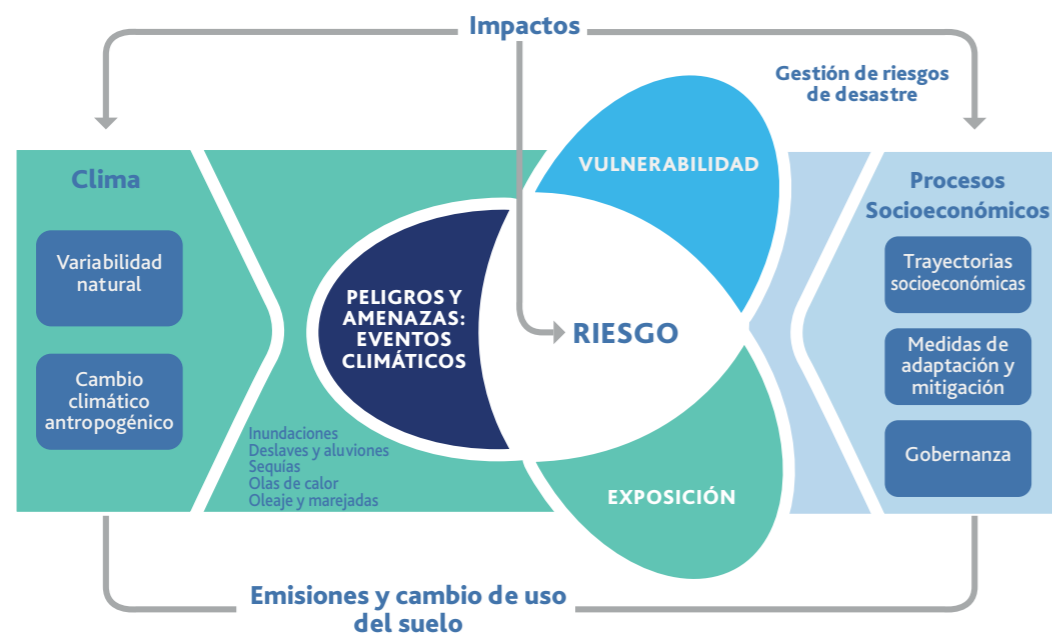 Impactos
Gestión de riesgos
de desastre
Clima
Variabilidad
natural
Cambio
climático
antropogénico
PELIGROS Y
AMENAZAS:
EVENTOS
CLIMÁTICOS
Inundaciones
Deslaves y aluviones
Sequías
Olas de calor
Oleaje y marejadas
VULNERABILIDAD
RIESGO
EXPOSICIÓN
Procesos
Socioeconómicos
Trayectorias
socioeconómicas
Medidas de
adaptación y
mitigación
Gobernanza
Emisiones y cambio de uso
del suelo